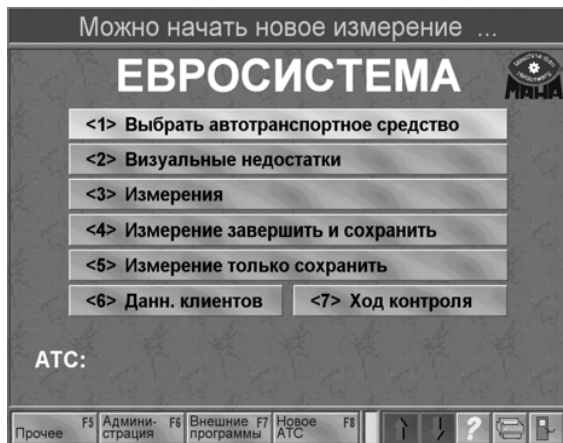 Можно начать новое измерение ...
ЕВРОСИСТЕМА
MAHA
<1> Выбрать автотранспортное средство
<2> Визуальные недостатки
<3> Измерения
<4> Измерение завершить и сохранить
<5> Измерение только сохранить
<6> Данн. клиентов <7> Ход контроля
АТС:
Прочее F5 Админи- страция F6 Внешние программы F7 Новое АТС F8 ?